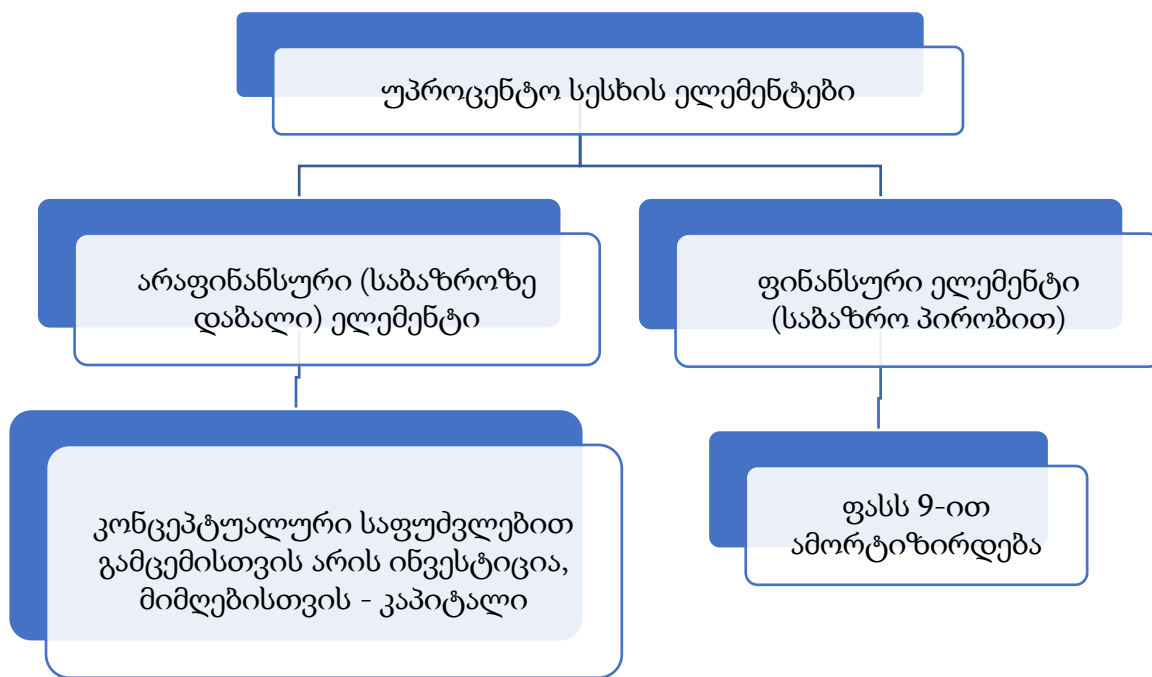 უპროცენტო სესხის ელემენტები
არაფინანსური (საბაზროზე
დაბალი) ელემენტი
ფინანსური ელემენტი
(საბაზრო პირობით)
კონცეპტუალური საფუძვლებით
გამცემისთვის არის ინვესტიცია,
მიმღებისთვის - კაპიტალი
ფასს 9-ით
ამორტიზირდება